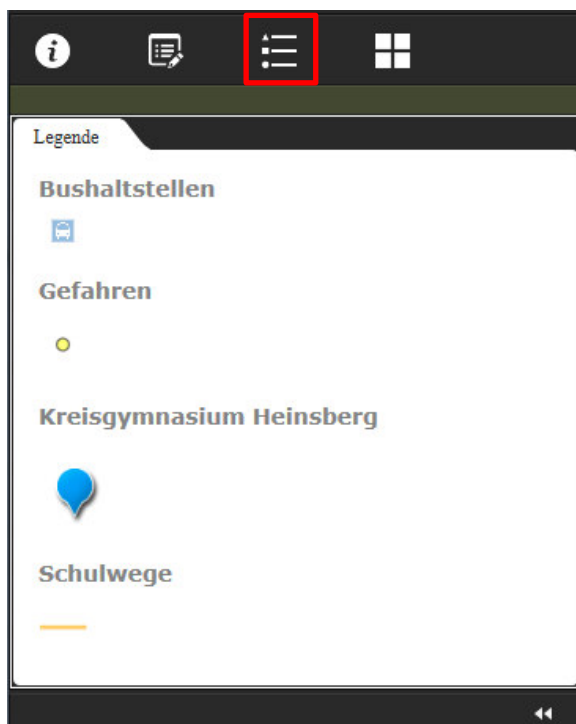 Legende
Bushaltstellen
Gefahren
Kreisgymnasium Heinsberg
Schulwege